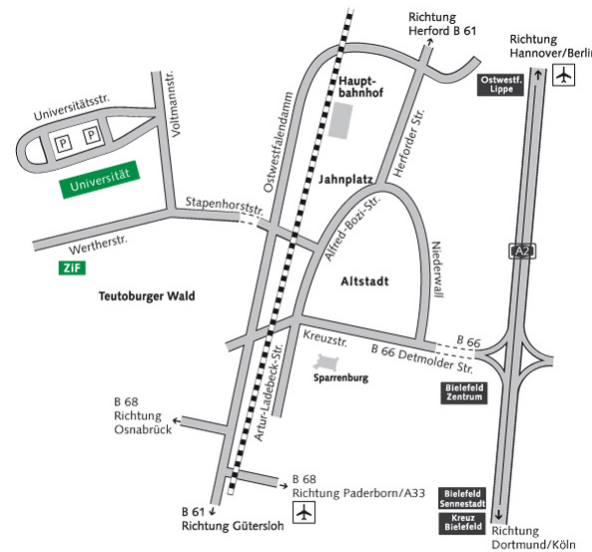 Richtung
Herford B 61
Richtung
Hannover/Berlin
Ostwestf.
Lippe
Haupt-
bahnhof
Voltmannstr.
Universitätsstr.
P
P
Ostwestfalendamm
Herforder Str.
Universität
Jahnplatz
Stapenhorststr.
Alfred-Bozi-Str.
Wertherstr.
Niederwall
A2
ZiF
Altstadt
Teutoburger Wald
Kreuzstr.
B 66
B 66 Detmolder Str.
Sparrenburg
Artur-Ladebeck-Str.
Bielefeld
Zentrum
B 68
Richtung
Osnabrück
B 68
Richtung Paderborn/A33
B 61
Richtung Gütersloh
Bielefeld
Sennestadt
Kreuz
Bielefeld
Richtung
Dortmund/Köln